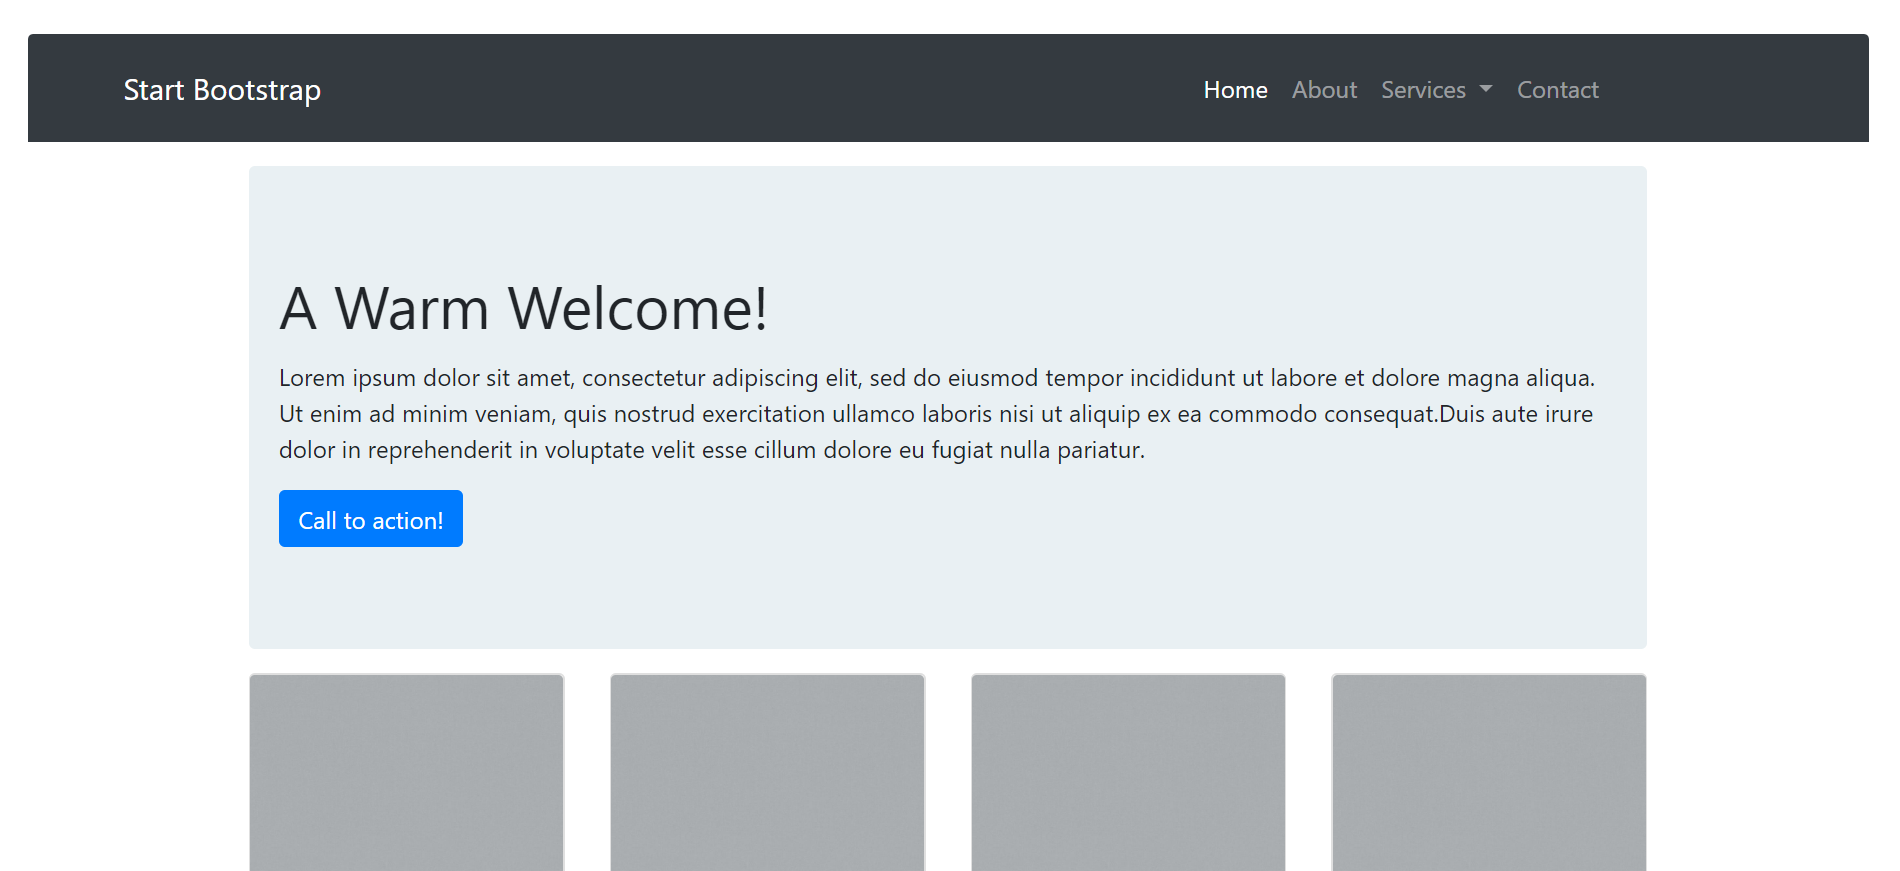 Start Bootstrap
Home About Services Contact
A Warm Welcome!
Lorem ipsum dolor sit amet, consectetur adipiscing elit, sed do eiusmod tempor incididunt ut labore et dolore magna aliqua.
Ut enim ad minim veniam, quis nostrud exercitation ullamco laboris nisi ut aliquip ex ea commodo consequat.Duis aute irure
dolor in reprehenderit in voluptate velit esse cillum dolore eu fugiat nulla pariatur.
Call to action!